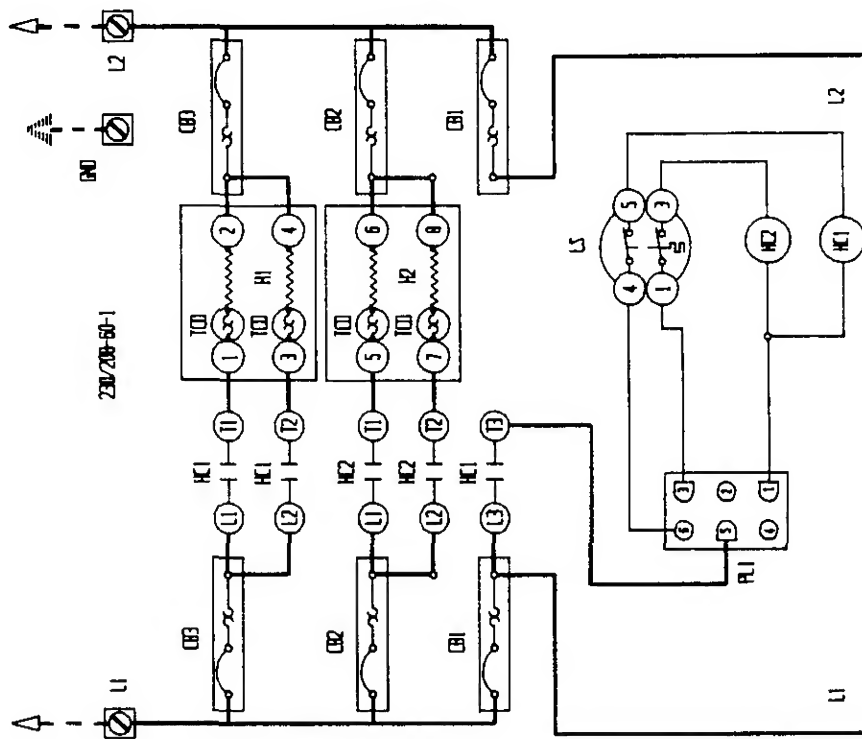 L2
GND
L1
230/208-60-1
CB3
CB3
L1
HC1
T1
1
TCO
2
L2
HC1
T2
3
TCO
4
H1
CB2
CB2
L1
HC2
T1
5
TCO
6
L2
HC2
T2
7
TCO
8
H2
CB1
CB1
L3
HC1
T3
LS
4
5
1
3
PL1
6
3
5
2
4
1
HC2
HC1
L1
L2